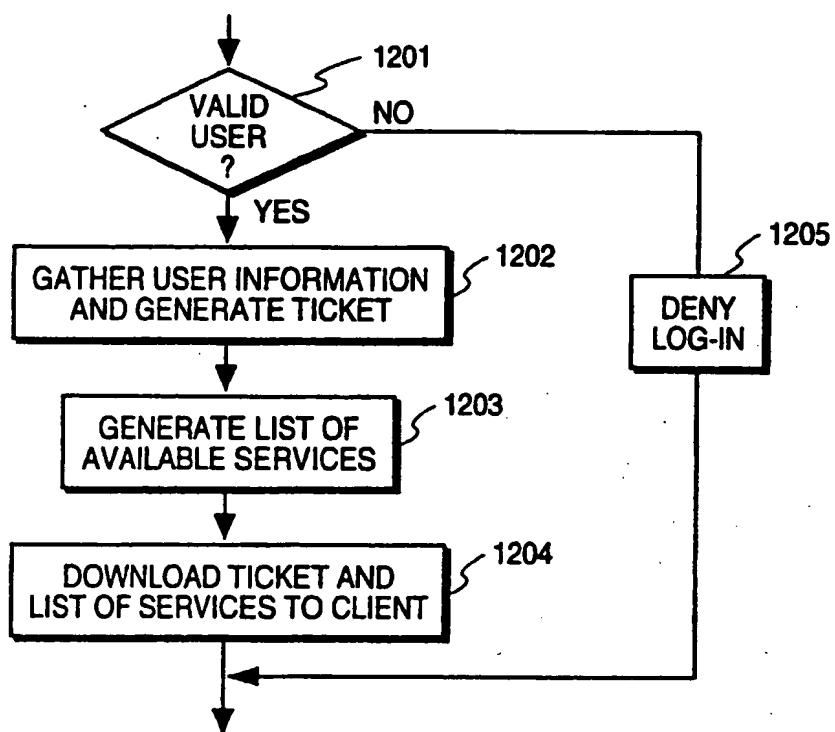 1201
VALID
USER
?
NO
YES
1202
GATHER USER INFORMATION
AND GENERATE TICKET
1205
DENY
LOG-IN
1203
GENERATE LIST OF
AVAILABLE SERVICES
1204
DOWNLOAD TICKET AND
LIST OF SERVICES TO CLIENT